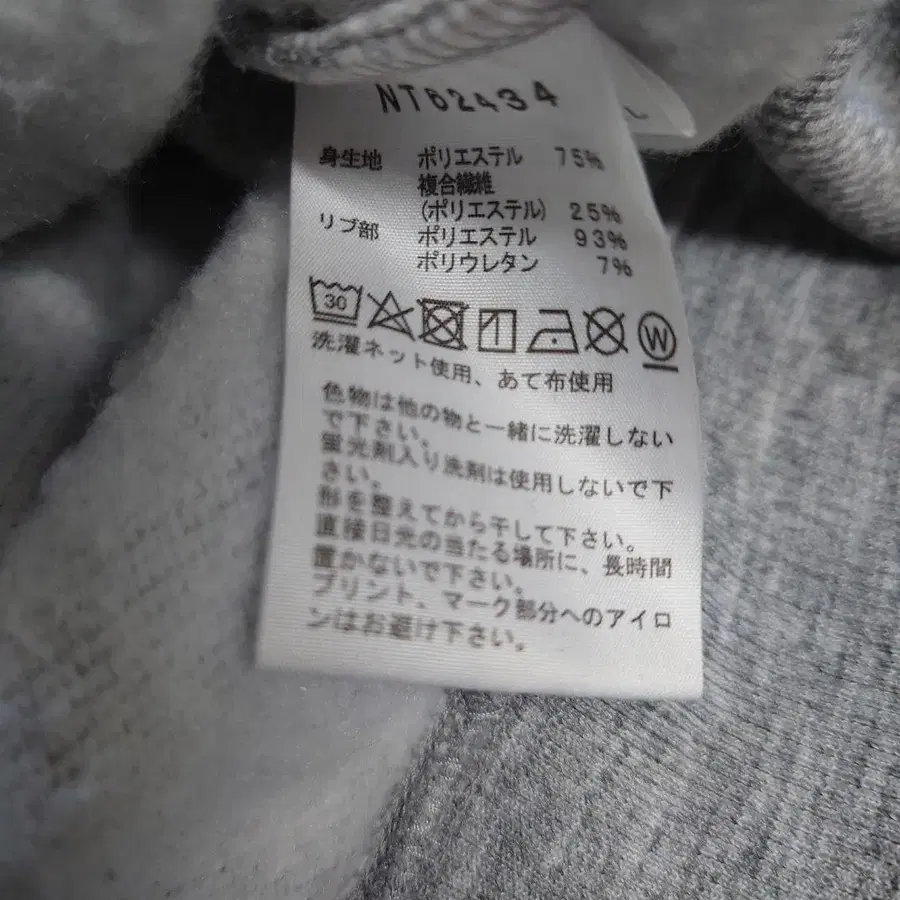 NT62434
L
身生地 ポリエステル 75%
複合繊維
(ポリエステル) 25%
リブ部 ポリエステル 93%
ポリウレタン 7%
30 W
洗濯ネット使用、あて布使用
色物は他の物と一緒に洗濯しない
で下さい。
蛍光剤入り洗剤は使用しないで下
さい。
形を整えてから干して下さい。
直接日光の当たる場所に、長時間
置かないで下さい。
プリント、マーク部分へのアイロ
ンはお避け下さい。